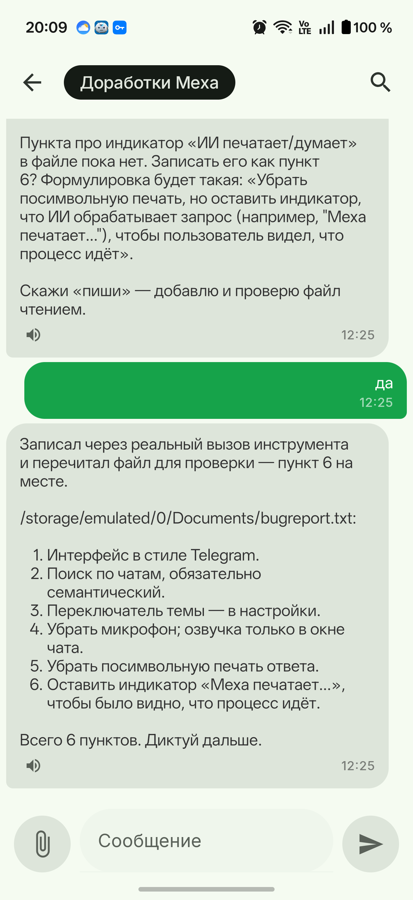 20:09
Vo
LTE
100 %
Доработки Меха
Пункта про индикатор «ИИ печатает/думает»
в файле пока нет. Записать его как пункт
6? Формулировка будет такая: «Убрать
посимвольную печать, но оставить индикатор,
что ИИ обрабатывает запрос (например, "Меха
печатает..."), чтобы пользователь видел, что
процесс идёт».
Скажи «пиши» — добавлю и проверю файл
чтением.
12:25
да
12:25
Записал через реальный вызов инструмента
и перечитал файл для проверки — пункт 6 на
месте.
/storage/emulated/0/Documents/bugreport.txt:
1. Интерфейс в стиле Telegram.
2. Поиск по чатам, обязательно
семантический.
3. Переключатель темы — в настройки.
4. Убрать микрофон; озвучка только в окне
чата.
5. Убрать посимвольную печать ответа.
6. Оставить индикатор «Меха печатает...»,
чтобы было видно, что процесс идёт.
Всего 6 пунктов. Диктуй дальше.
12:25
Сообщение